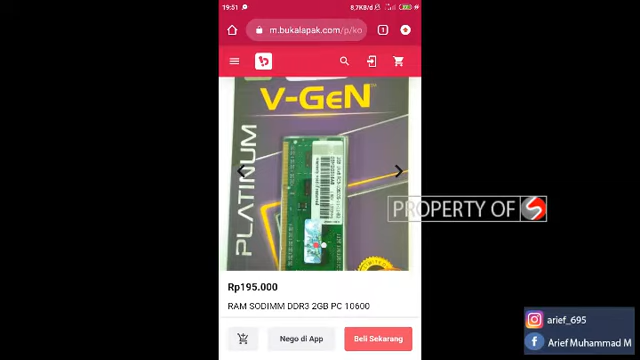 19:51
8,7KB/d
m.bukalapak.com/p/ko
1
V-GeN
PLATINUM
PROPERTY OF S
Rp195.000
RAM SODIMM DDR3 2GB PC 10600
Nego di App
Beli Sekarang
arief_695
Arief Muhammad M